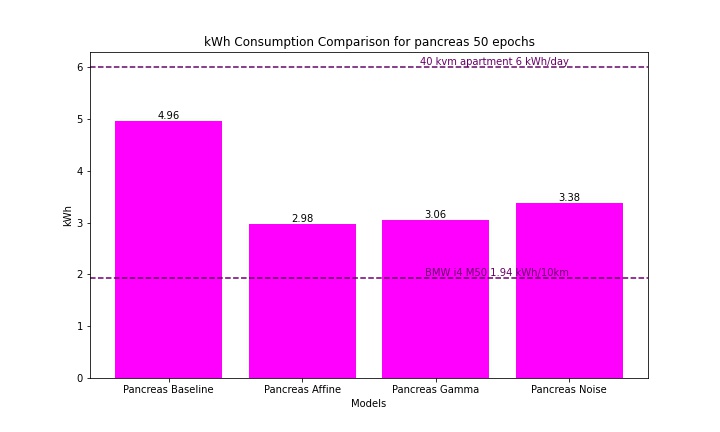 kWh Consumption Comparison for pancreas 50 epochs
40 kvm apartment 6 kWh/day
6
5
4.96
4
3.38
3.06
2.98
3
kWh
BMW i4 M50 1.94 kWh/10km
2
1
0
Pancreas Baseline Pancreas Affine Pancreas Gamma Pancreas Noise
Models